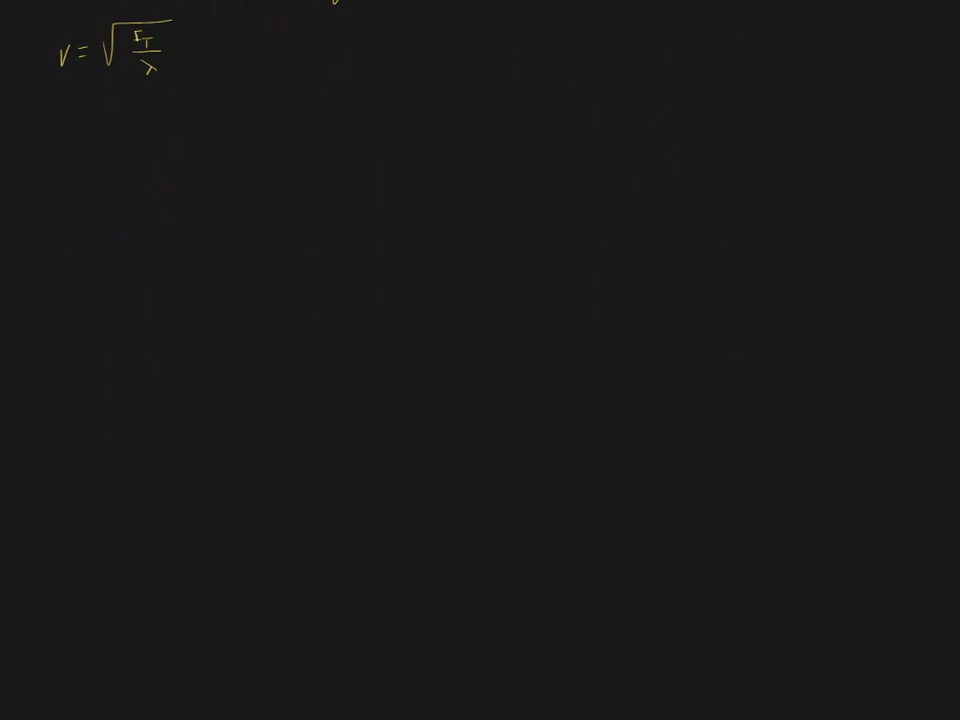 v = √(F_T / λ)